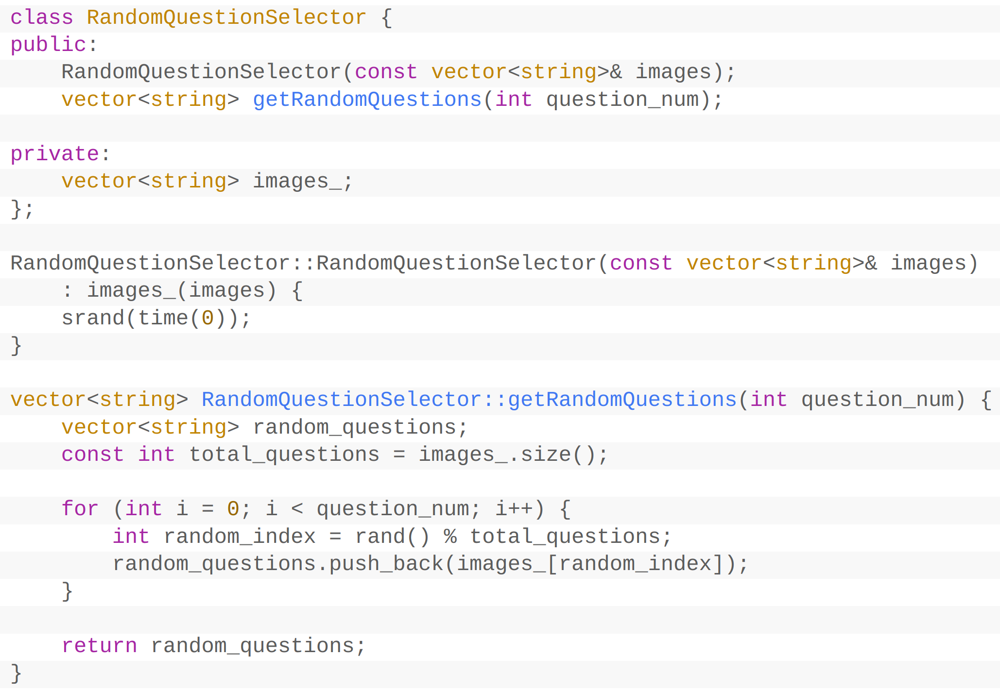 class RandomQuestionSelector {
public:
    RandomQuestionSelector(const vector<string>& images);
    vector<string> getRandomQuestions(int question_num);

private:
    vector<string> images_;
};

RandomQuestionSelector::RandomQuestionSelector(const vector<string>& images)
    : images_(images) {
    srand(time(0));
}

vector<string> RandomQuestionSelector::getRandomQuestions(int question_num) {
    vector<string> random_questions;
    const int total_questions = images_.size();

    for (int i = 0; i < question_num; i++) {
        int random_index = rand() % total_questions;
        random_questions.push_back(images_[random_index]);
    }

    return random_questions;
}